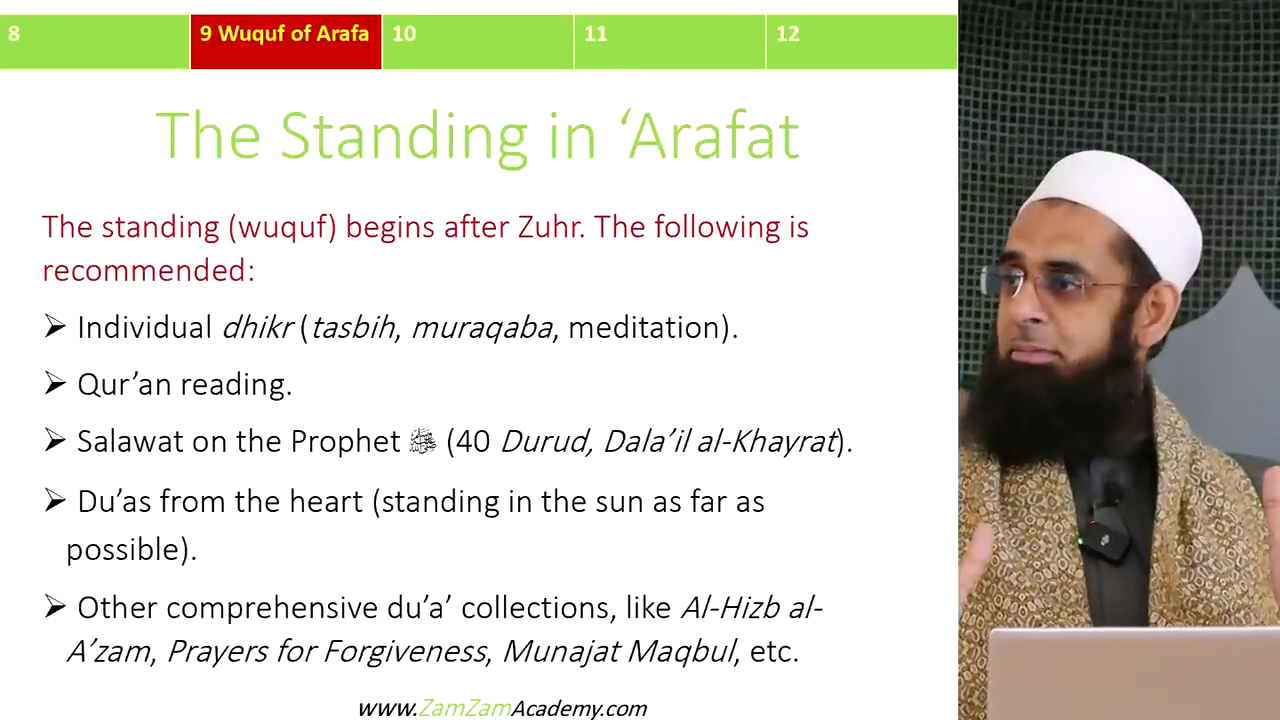 8
9 Wuquf of Arafa
10
11
12
The Standing in ‘Arafat
The standing (wuquf) begins after Zuhr. The following is
recommended:
➢ Individual dhikr (tasbih, muraqaba, meditation).
➢ Qur’an reading.
➢ Salawat on the Prophet ﷺ (40 Durud, Dala’il al-Khayrat).
➢ Du’as from the heart (standing in the sun as far as
possible).
➢ Other comprehensive du’a’ collections, like Al-Hizb al-
A’zam, Prayers for Forgiveness, Munajat Maqbul, etc.
www.ZamZamAcademy.com